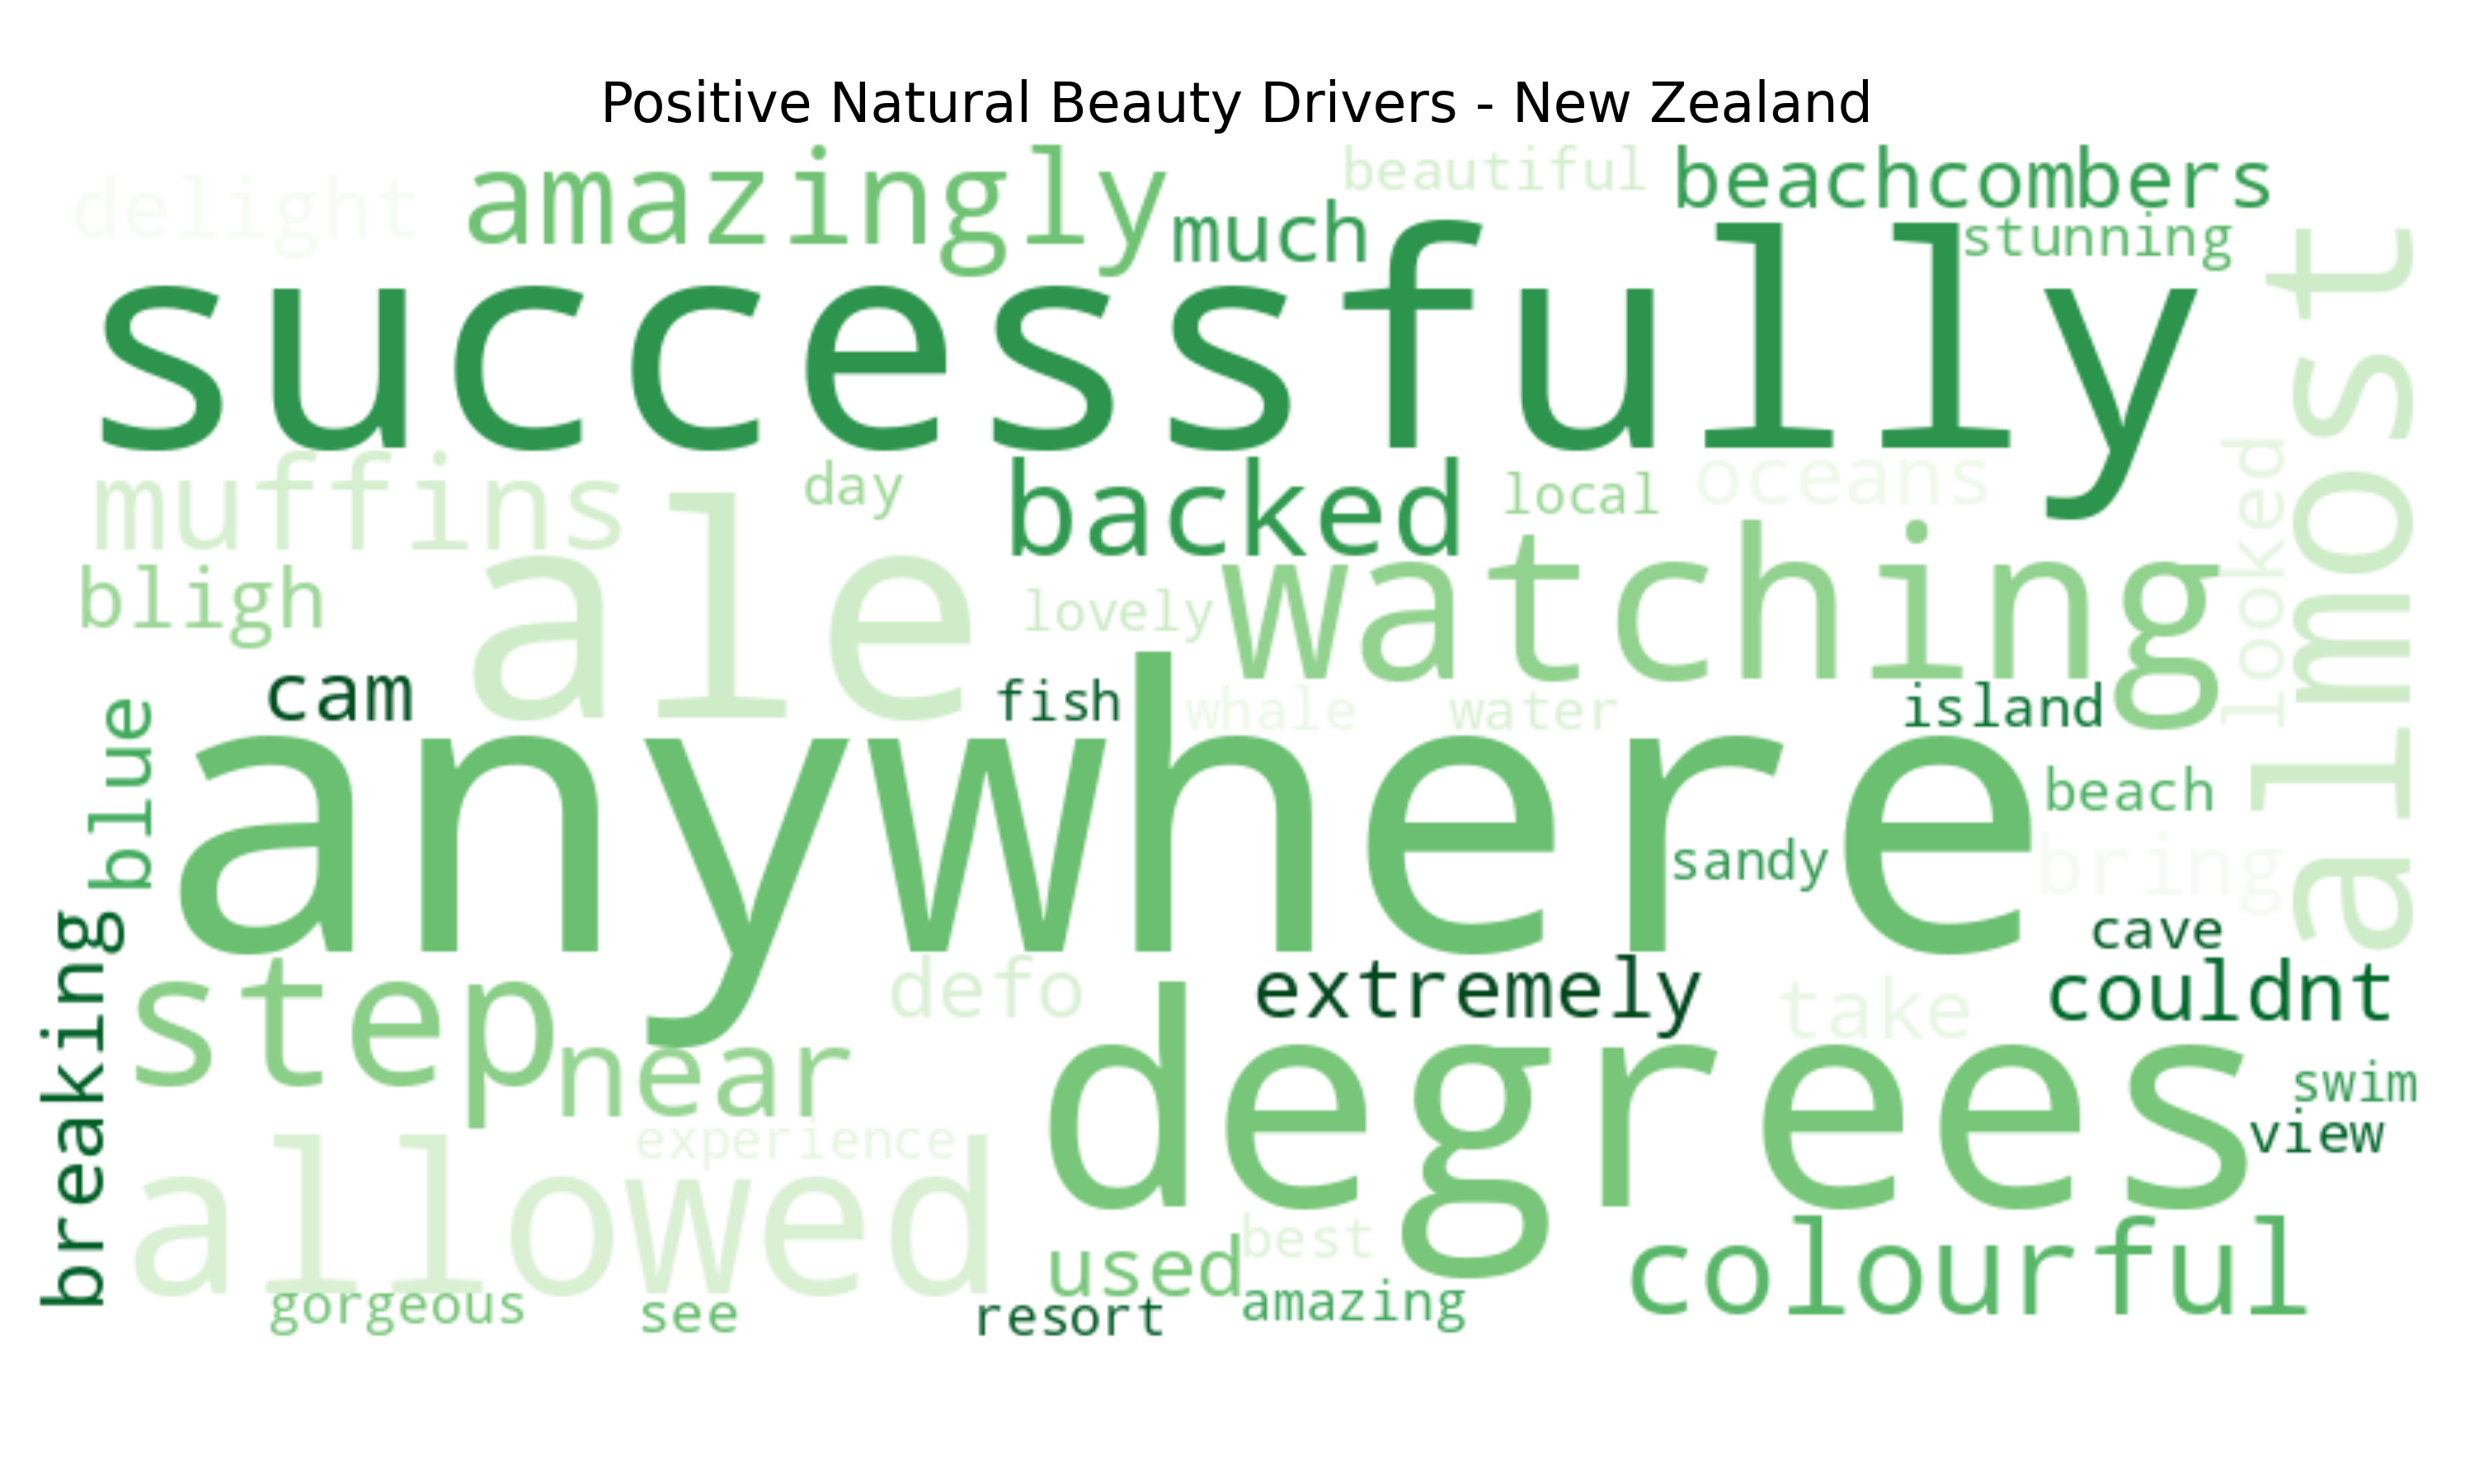 Positive Natural Beauty Drivers - New Zealand
delight
amazingly
beautiful
beachcombers
much
stunning
successfully
almost
muffins
day
backed
local
oceans
looked
bligh
ale
lovely
watching
cam
fish
whale
water
island
blue
anywhere
beach
sandy
bring
cave
breaking
step
defo
extremely
take
couldnt
near
degrees
swim
view
experience
allowed
used
best
colourful
gorgeous
see
resort
amazing